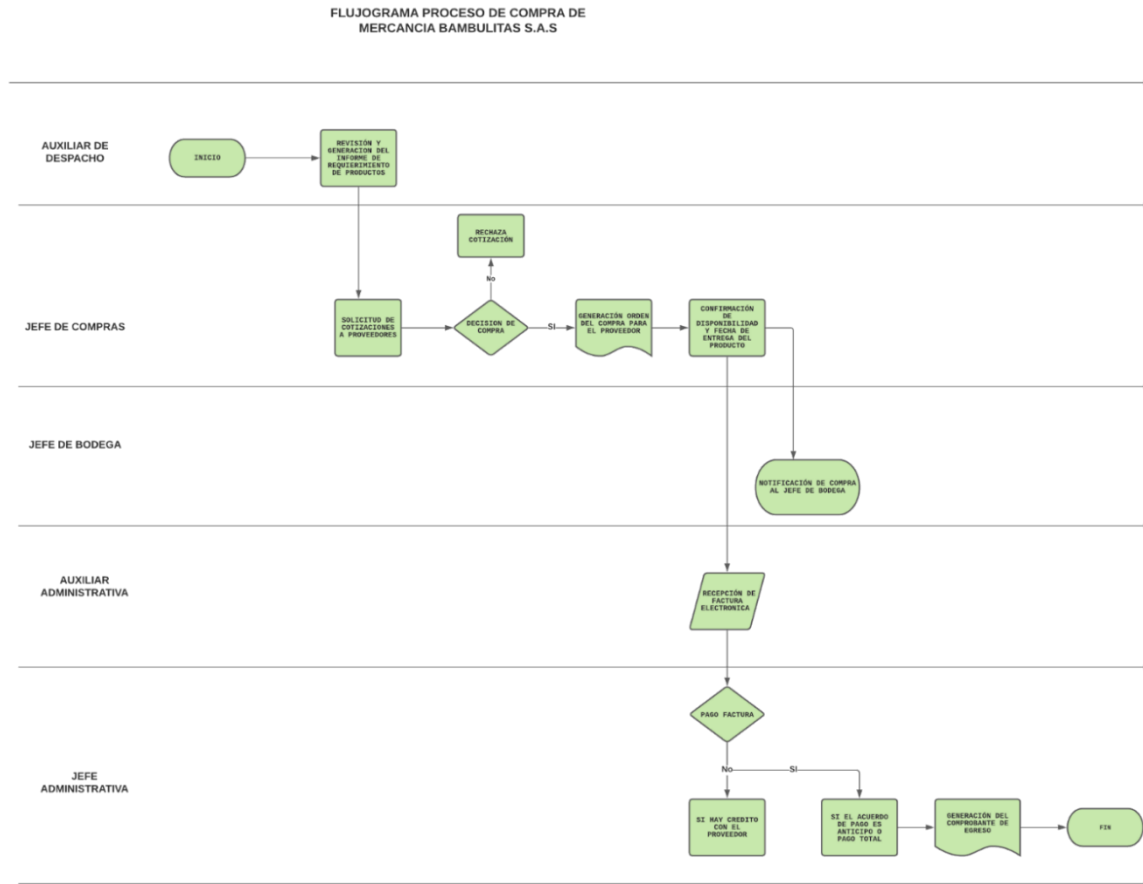 FLUJOGRAMA PROCESO DE COMPRA DE
MERCANCIA BAMBULITAS S.A.S
AUXILIAR DE
DESPACHO
INICIO
REVISIÓN Y
GENERACION DEL
INFORME DE
REQUIERIMIENTO
DE PRODUCTOS
JEFE DE COMPRAS
RECHAZA
COTIZACIÓN
No
SOLICITUD DE
COTIZACIONES
A PROVEEDORES
DECISION DE
COMPRA
SI
GENERACIÓN ORDEN
DEL COMPRA PARA
EL PROVEEDOR
CONFIRMACIÓN
DE
DISPONIBILIDAD
Y FECHA DE
ENTREGA DEL
PRODUCTO
JEFE DE BODEGA
NOTIFICACIÓN DE COMPRA
AL JEFE DE BODEGA
AUXILIAR
ADMINISTRATIVA
RECEPCIÓN DE
FACTURA
ELECTRONICA
JEFE
ADMINISTRATIVA
PAGO FACTURA
No
SI
SI HAY CREDITO
CON EL
PROVEEDOR
SI EL ACUERDO
DE PAGO ES
ANTICIPO O
PAGO TOTAL
GENERACIÓN DEL
COMPROBANTE DE
EGRESO
FIN